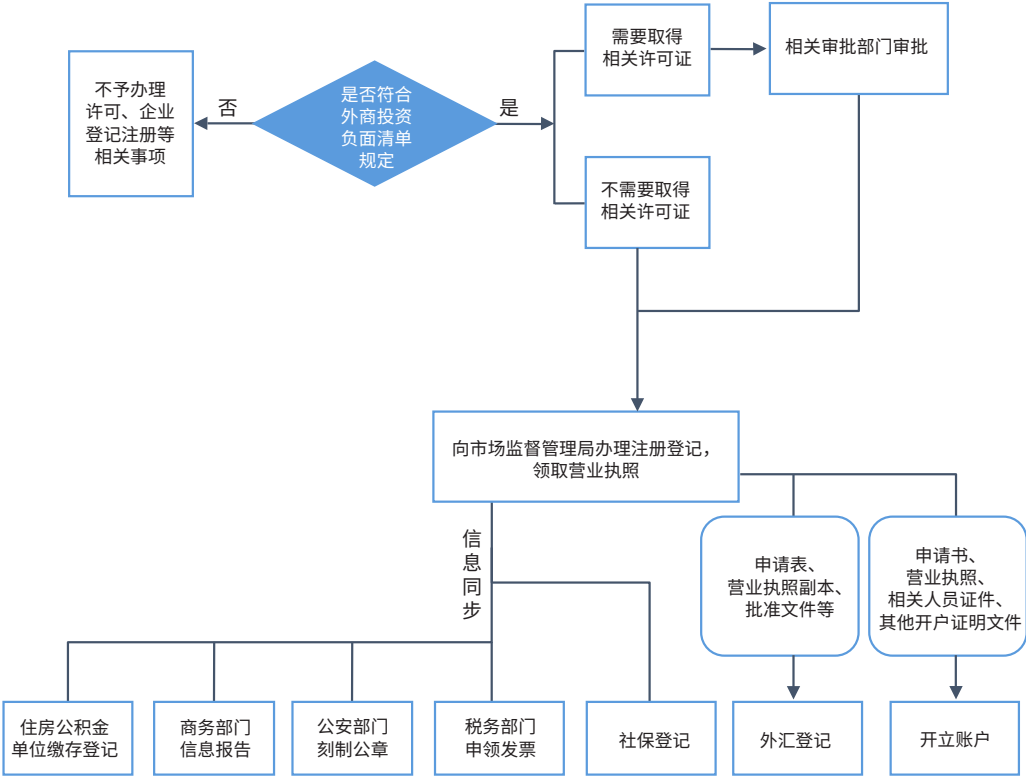 不予办理
许可、企业
登记注册等
相关事项
否
是否符合
外商投资
负面清单
规定
是
需要取得
相关许可证
相关审批部门审批
不需要取得
相关许可证
向市场监督管理局办理注册登记，
领取营业执照
信
息
同
步
申请表、
营业执照副本、
批准文件等
申请书、
营业执照、
相关人员证件、
其他开户证明文件
住房公积金
单位缴存登记
商务部门
信息报告
公安部门
刻制公章
税务部门
申领发票
社保登记
外汇登记
开立账户